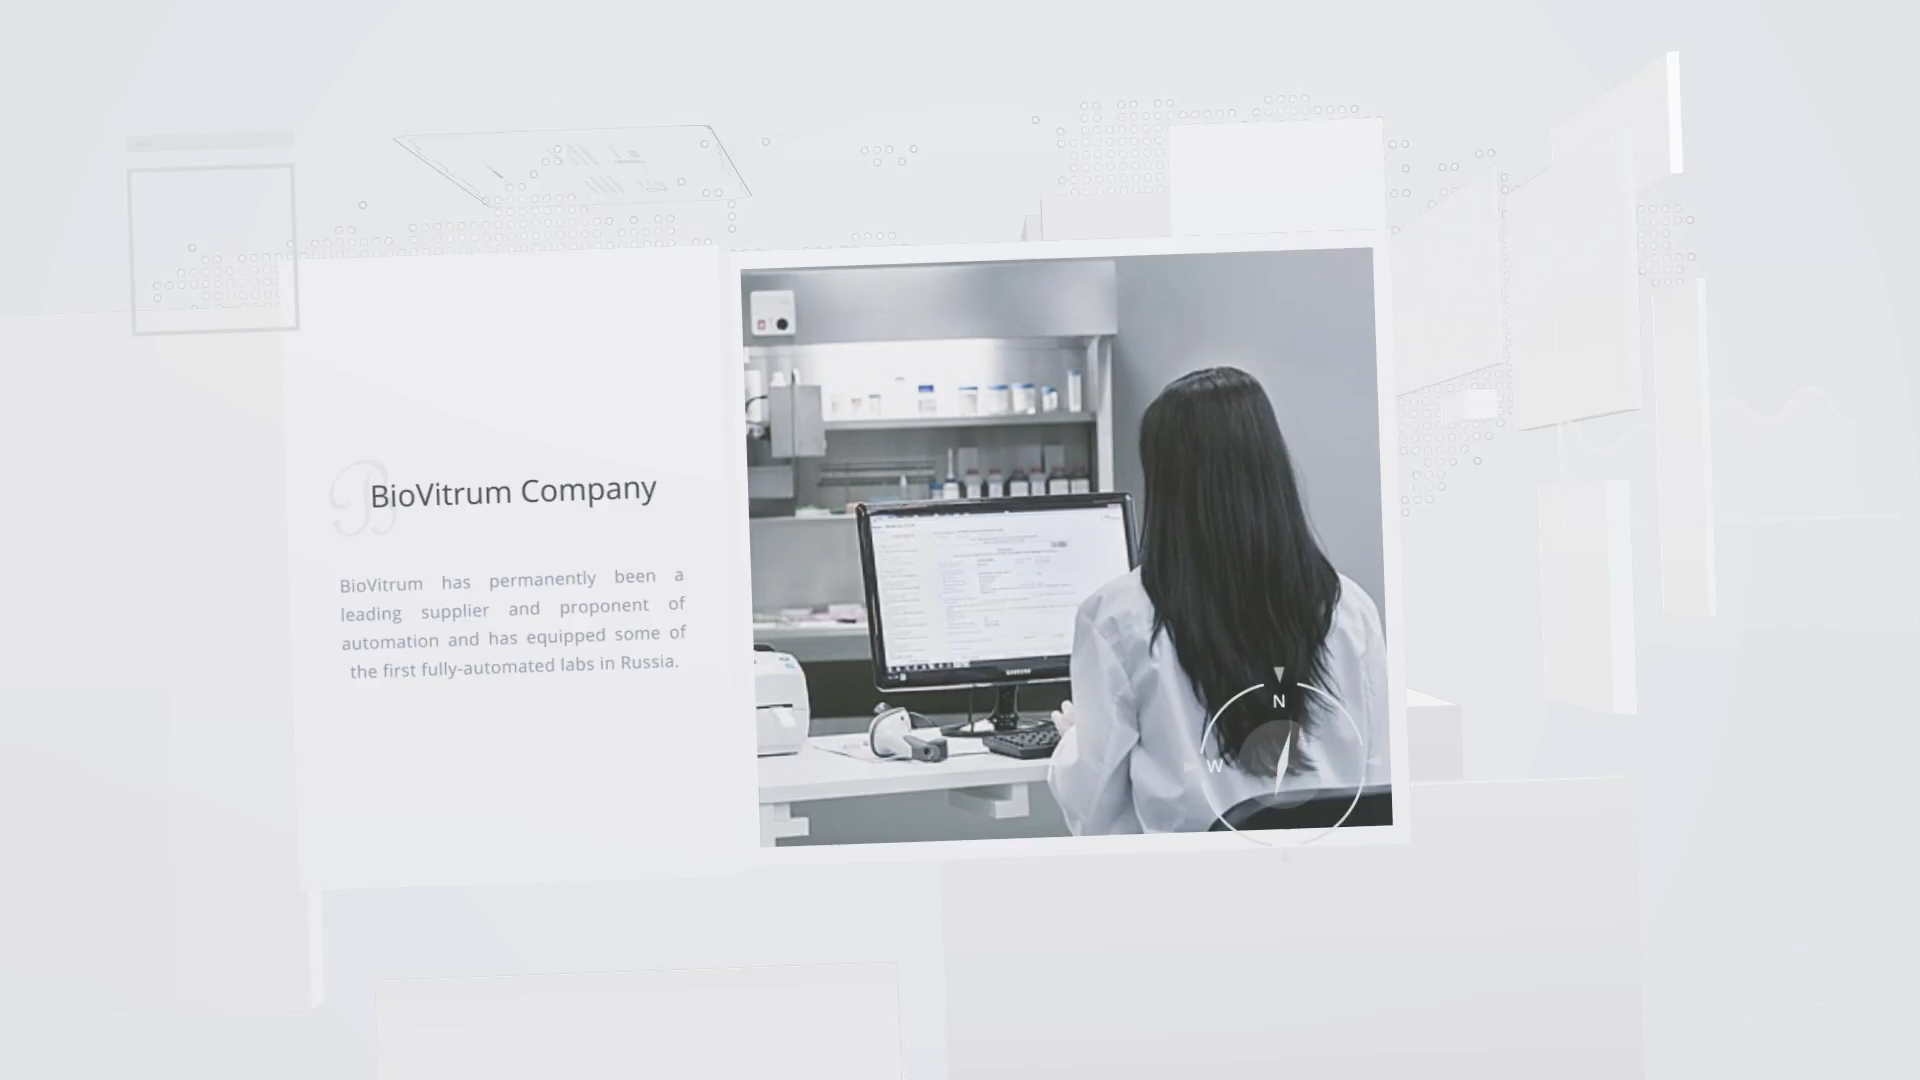 BioVitrum Company
BioVitrum has permanently been a
leading supplier and proponent of
automation and has equipped some of
the first fully-automated labs in Russia.
SAMSUNG
N
W